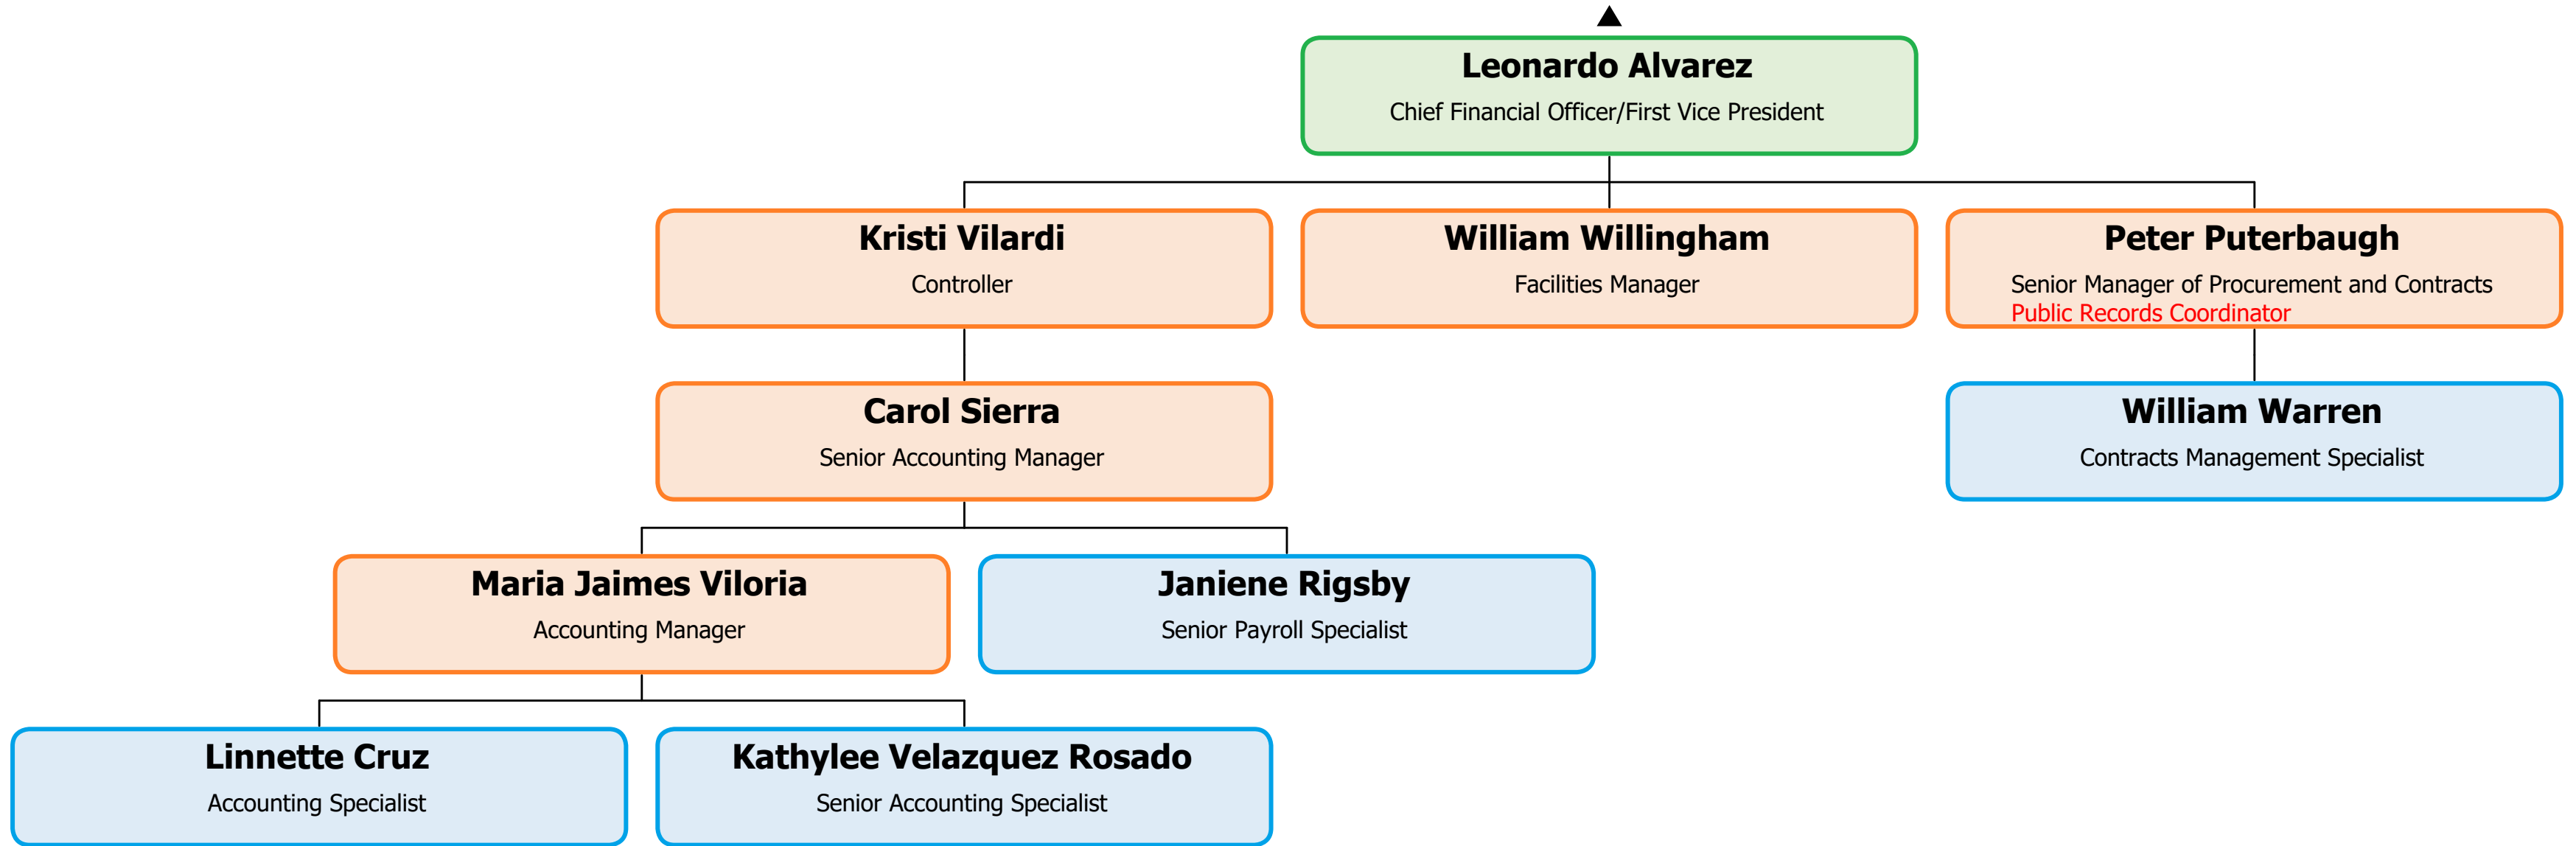 Leonardo Alvarez
Chief Financial Officer/First Vice President
Kristi Vilardi
Controller
William Willingham
Facilities Manager
Peter Puterbaugh
Senior Manager of Procurement and Contracts
Public Records Coordinator
Carol Sierra
Senior Accounting Manager
William Warren
Contracts Management Specialist
Maria Jaimes Viloria
Accounting Manager
Janiene Rigsby
Senior Payroll Specialist
Linnette Cruz
Accounting Specialist
Kathylee Velazquez Rosado
Senior Accounting Specialist